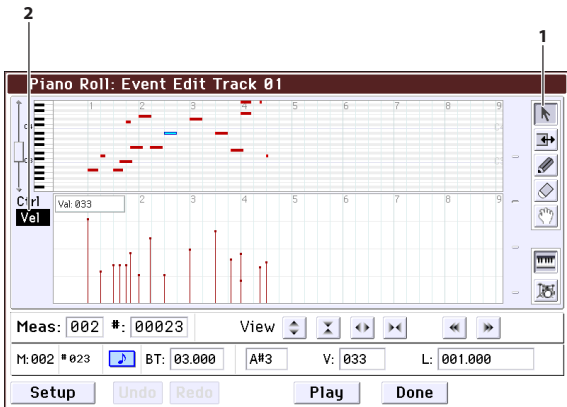 2
1
Piano Roll: Event Edit Track 01
1 2 3 4 5 6 7 8 9
C4
C3
Ctrl
Vel
Val: 033
2 3 4 5 6 7 8 9
Meas: 002 #: 00023 View
M:002 #023 BT: 03.000 A#3 V: 033 L: 001.000
Setup Undo Redo Play Done